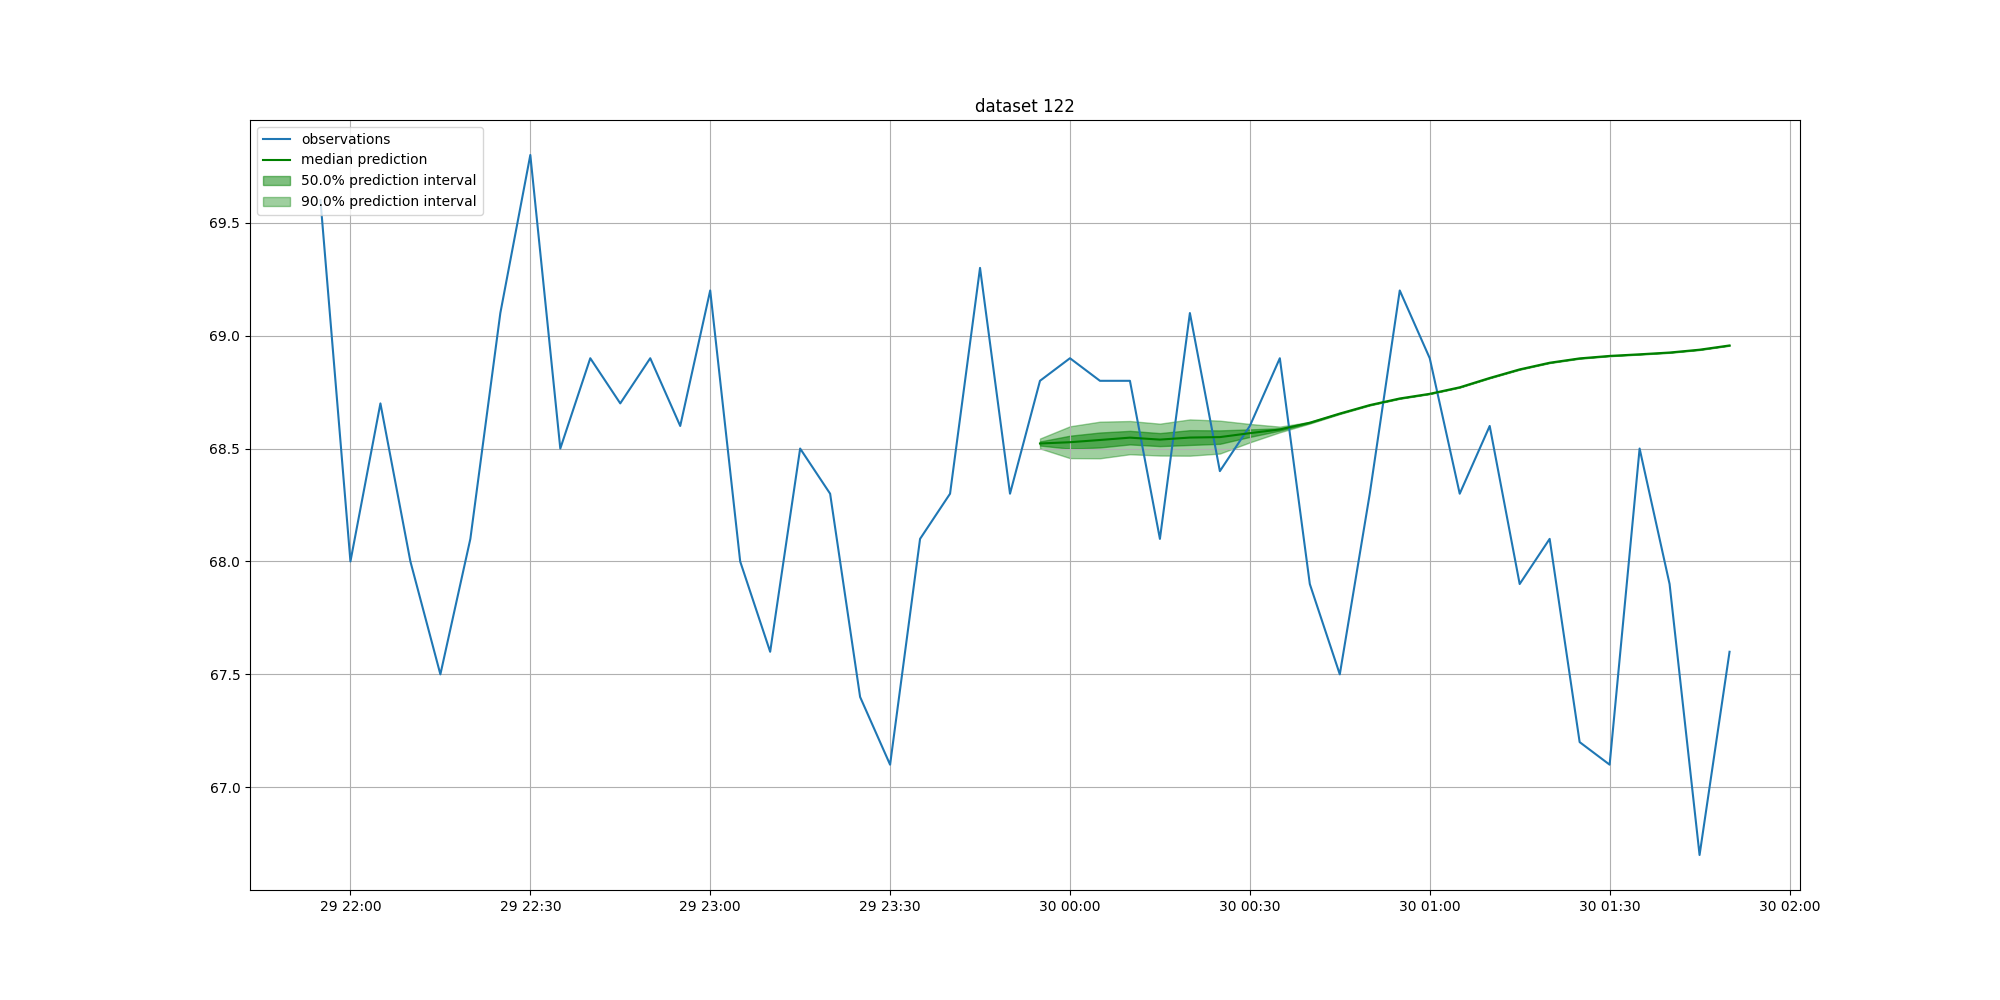 dataset 122
observations
median prediction
50.0% prediction interval
90.0% prediction interval
69.5
69.0
68.5
68.0
67.5
67.0
29 22:00 29 22:30 29 23:00 29 23:30 30 00:00 30 00:30 30 01:00 30 01:30 30 02:00